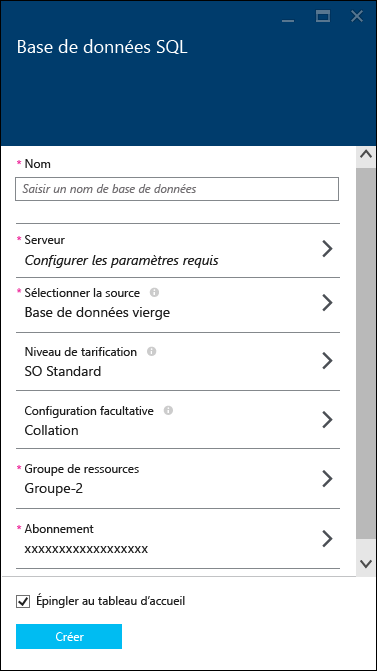 Base de données SQL
* Nom
Saisir un nom de base de données
* Serveur
Configurer les paramètres requis
* Sélectionner la source
Base de données vierge
Niveau de tarification
SO Standard
Configuration facultative
Collation
* Groupe de ressources
Groupe-2
* Abonnement
xxxxxxxxxxxxxxxxxx
Épingler au tableau d’accueil
Créer